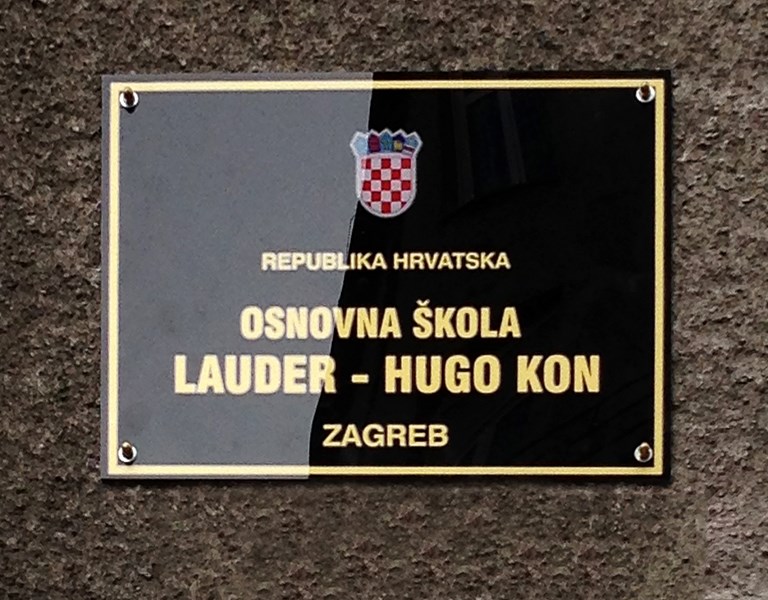 REPUBLIKA HRVATSKA
OSNOVNA ŠKOLA
LAUDER - HUGO KON
ZAGREB